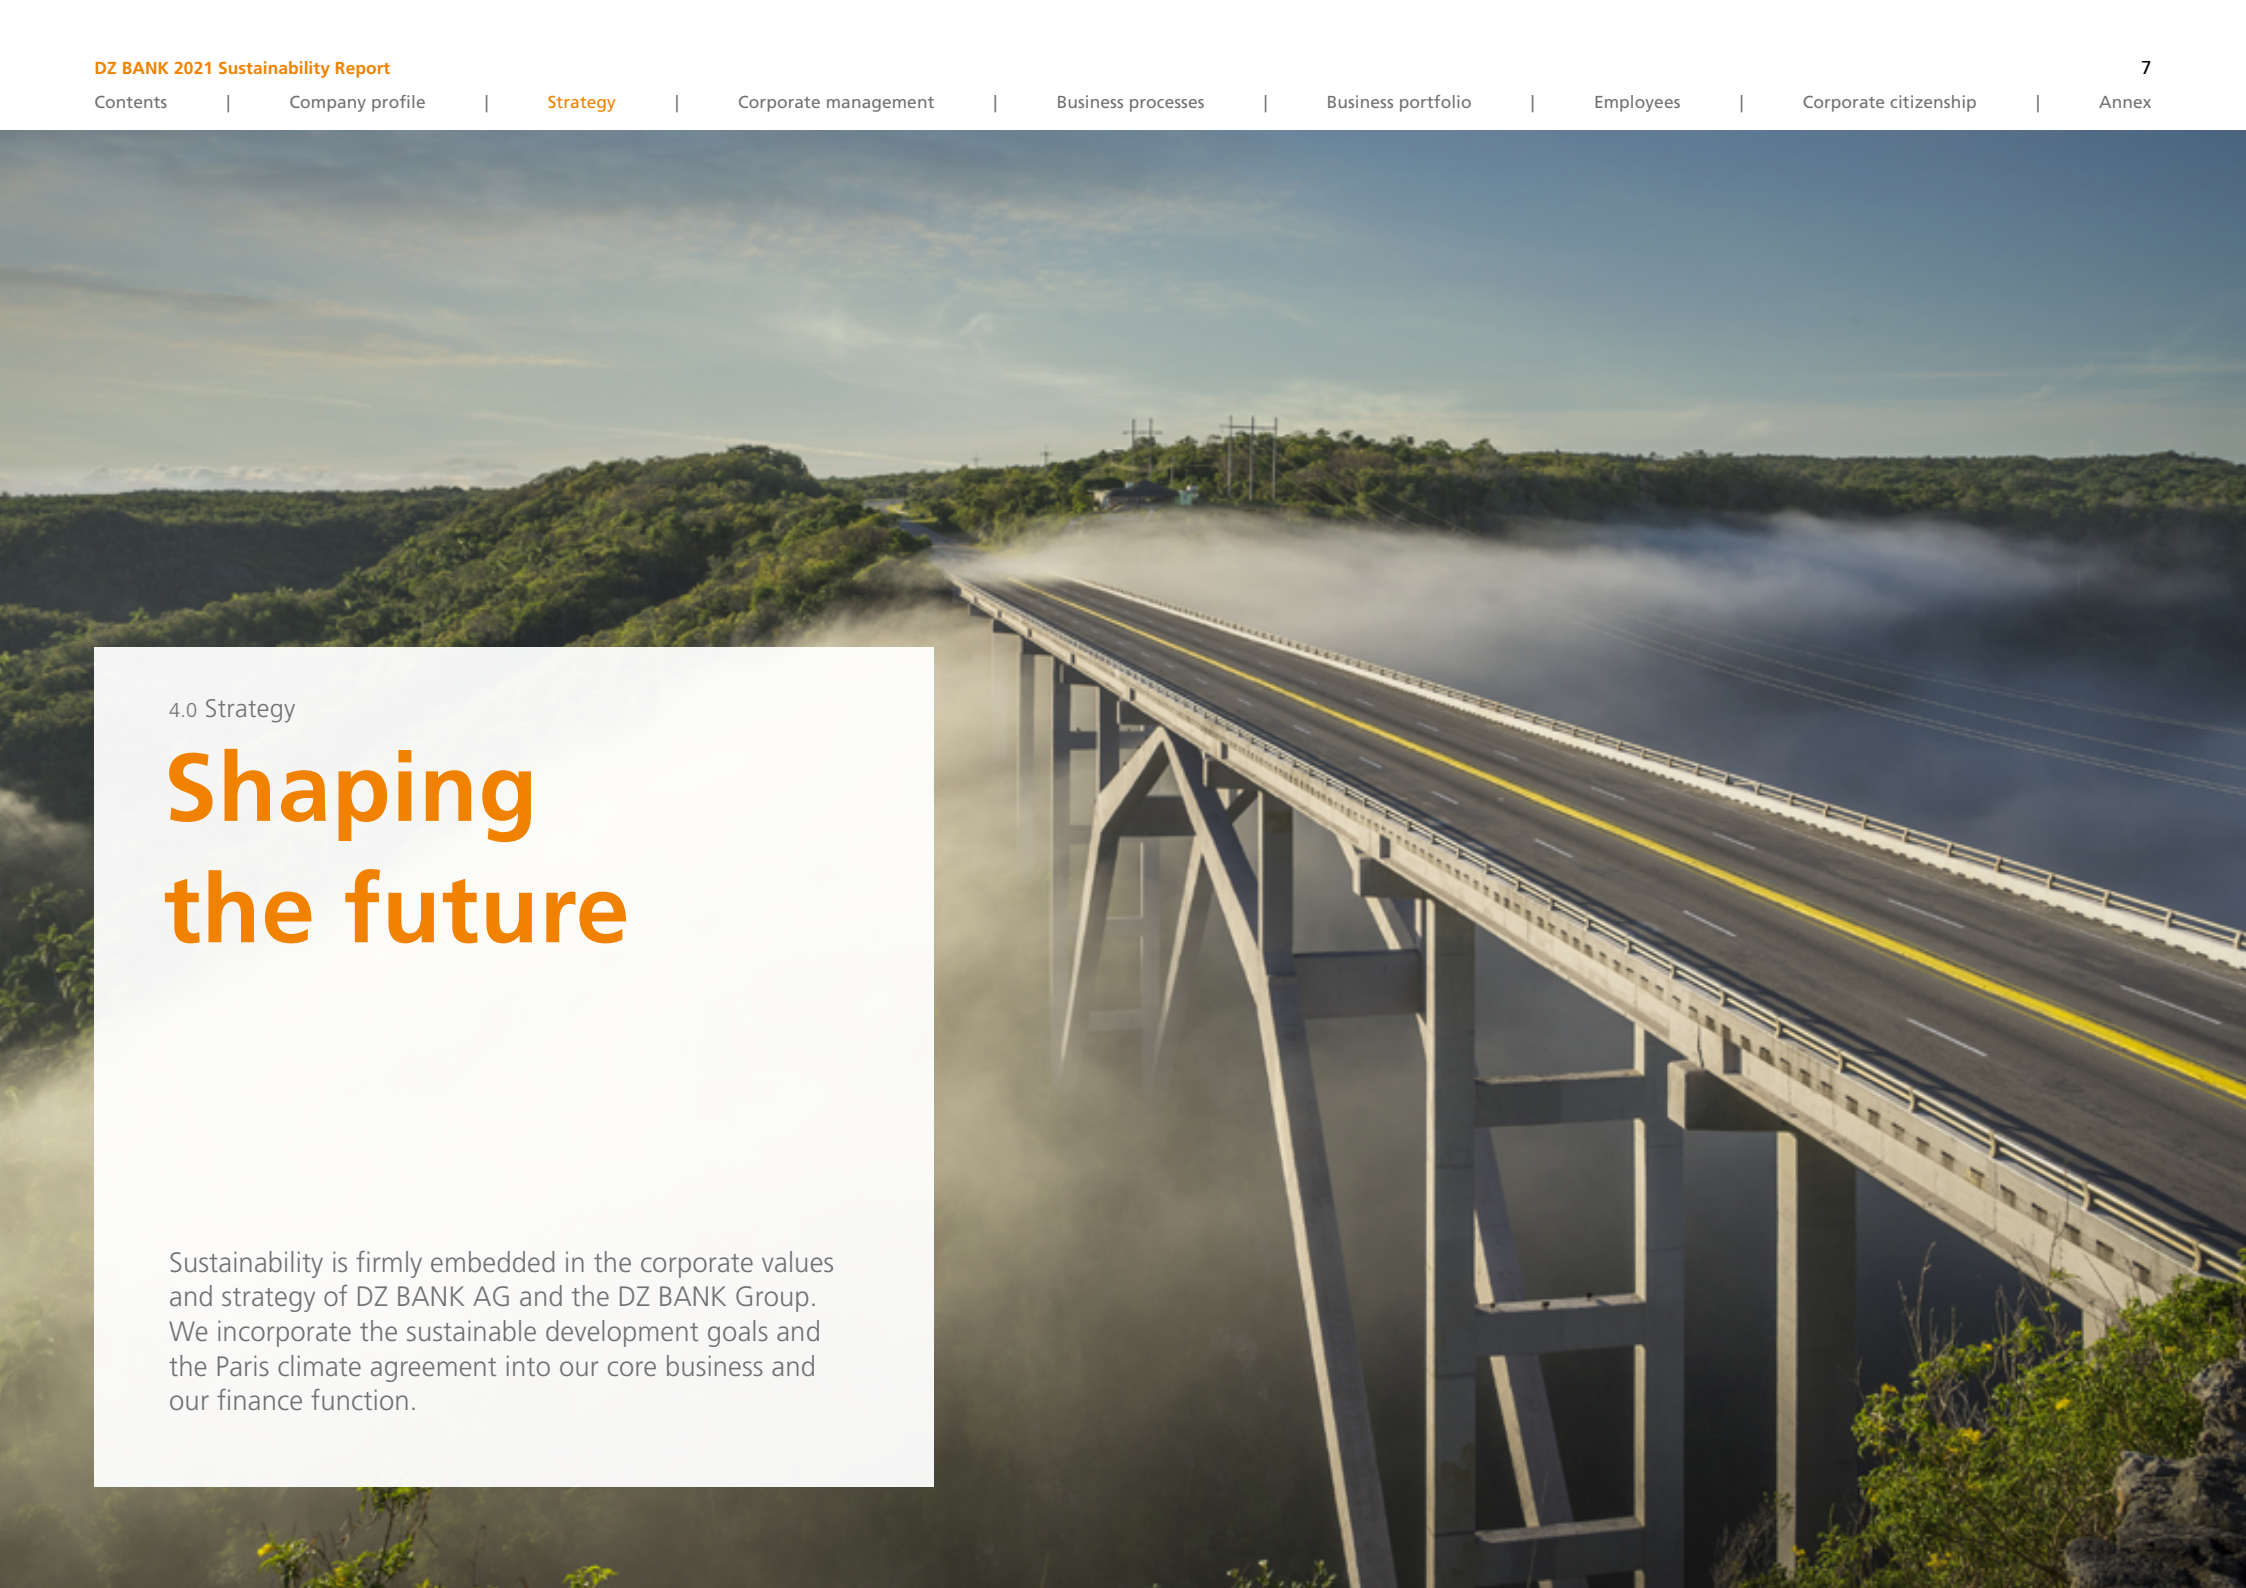 DZ BANK 2021 Sustainability Report
7
Contents | Company profile | Strategy | Corporate management | Business processes | Business portfolio | Employees | Corporate citizenship | Annex
4.0 Strategy
Shaping
the future
Sustainability is firmly embedded in the corporate values
and strategy of DZ BANK AG and the DZ BANK Group.
We incorporate the sustainable development goals and
the Paris climate agreement into our core business and
our finance function.